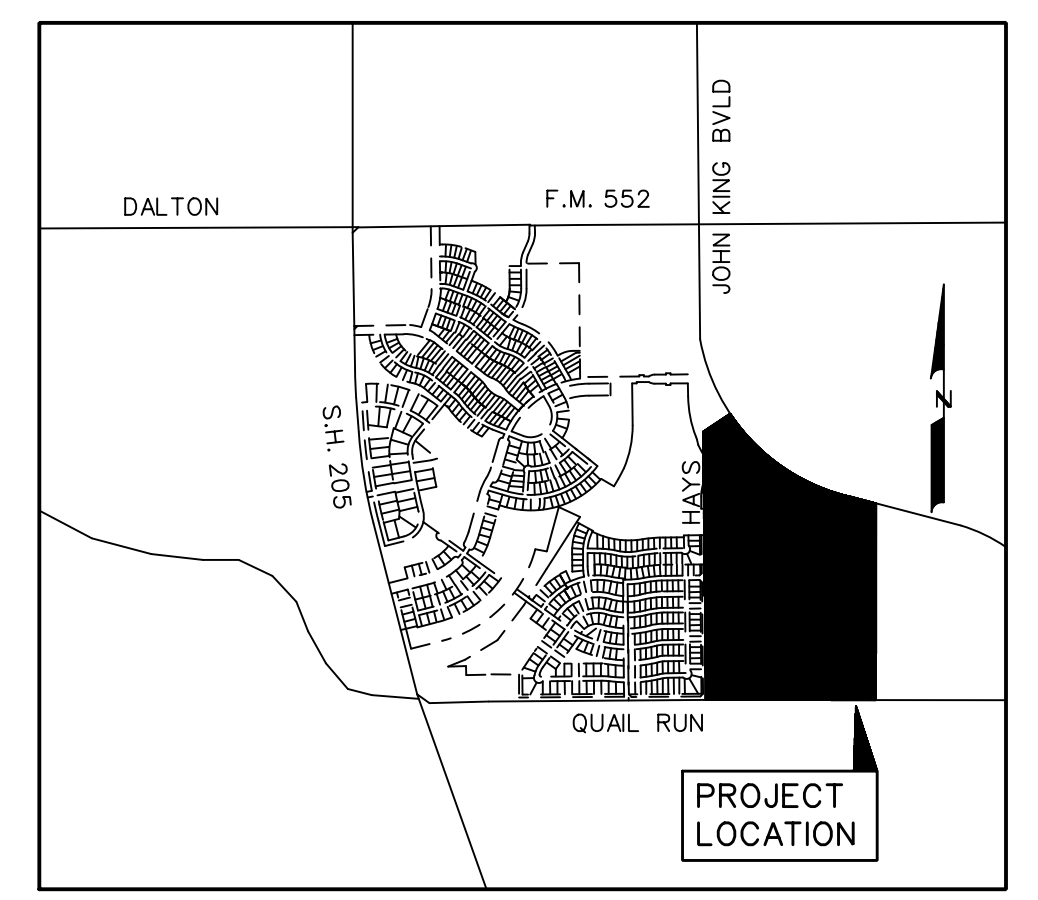 JOHN KING BVLD
DALTON
F.M. 552
N
S.H. 205
HAYS
QUAIL RUN
PROJECT
LOCATION